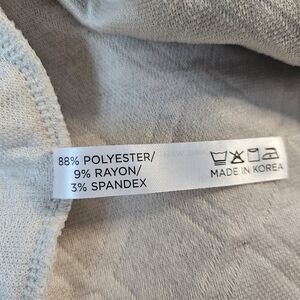 88% POLYESTER/
9% RAYON/
3% SPANDEX
MADE IN KOREA